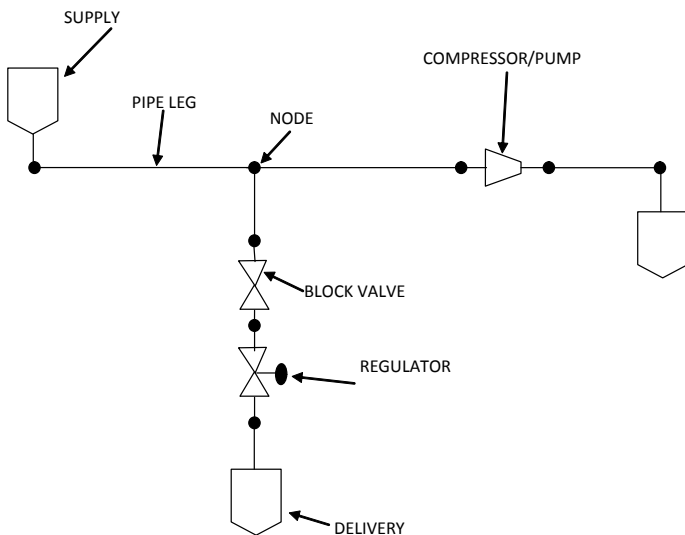 SUPPLY
COMPRESSOR/PUMP
PIPE LEG
NODE
BLOCK VALVE
REGULATOR
DELIVERY